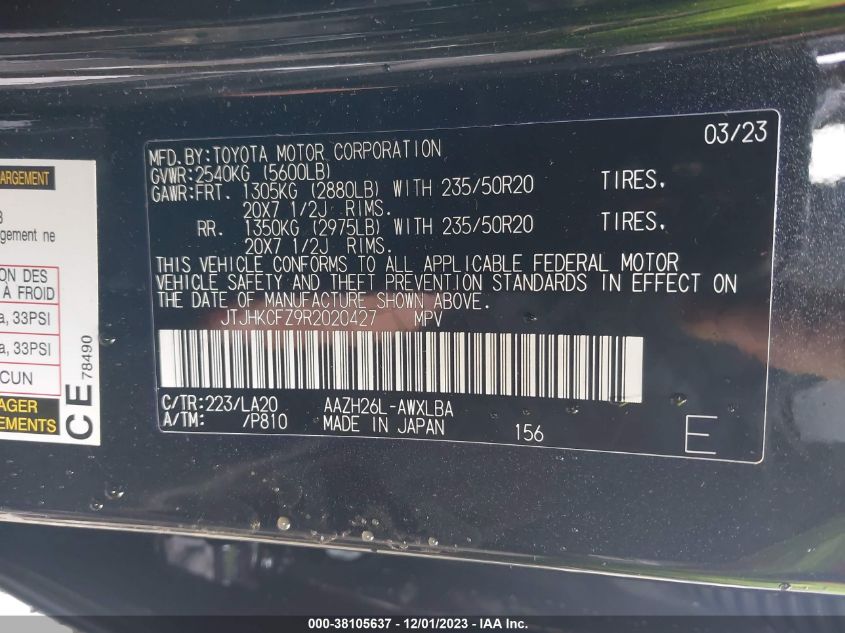 ARGEMENT
gement ne
ON DES
À FROID
a, 33PSI
a, 33PSI
CUN
AGER
EMENTS
CE 78490
03/23
MFD.BY:TOYOTA MOTOR CORPORATION
GVWR:2540KG (5600LB)
GAWR:FRT. 1305KG (2880LB) WITH 235/50R20 TIRES,
20X7 1/2J RIMS.
RR. 1350KG (2975LB) WITH 235/50R20 TIRES,
20X7 1/2J RIMS.
THIS VEHICLE CONFORMS TO ALL APPLICABLE FEDERAL MOTOR
VEHICLE SAFETY AND THEFT PREVENTION STANDARDS IN EFFECT ON
THE DATE OF MANUFACTURE SHOWN ABOVE.
JTJHKCFZ9R2020427 MPV
C/TR:223/LA20 AAZH26L-AWXLBA
A/TM: /P810 MADE IN JAPAN 156 E
000-38105637 - 12/01/2023 - IAA Inc.